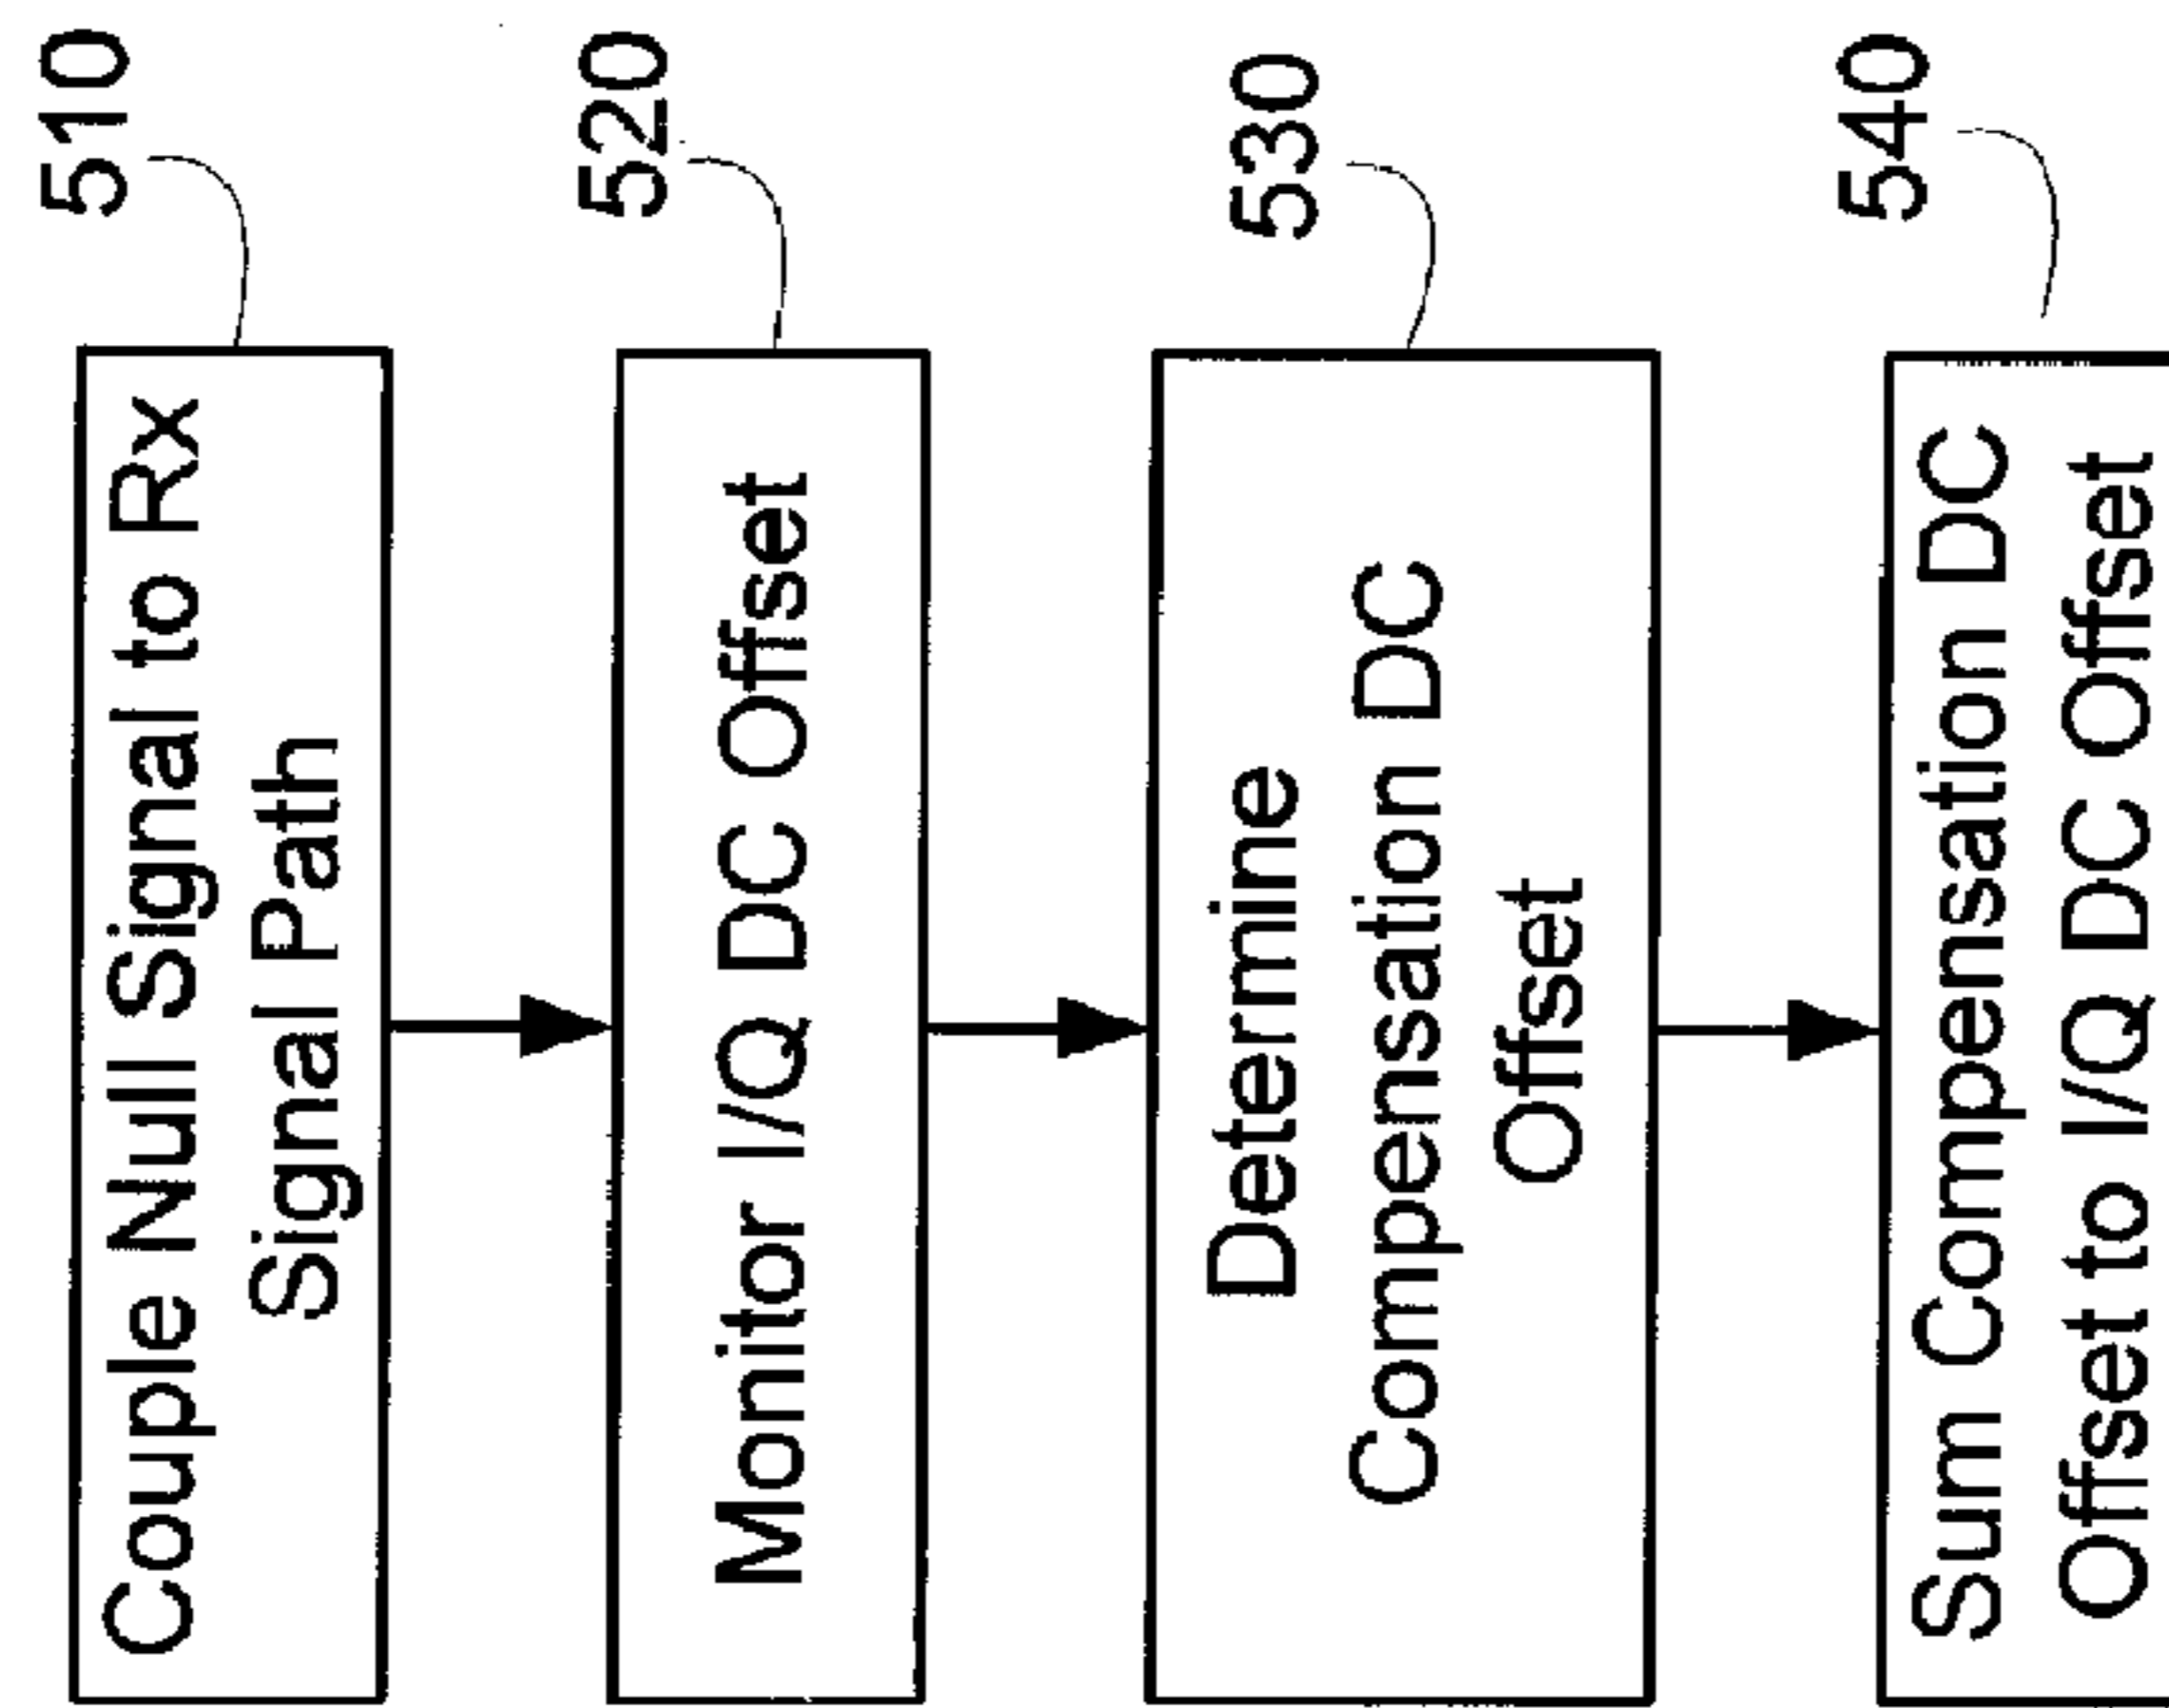 510
Couple Null Signal to Rx
Signal Path
520
Monitor I/Q DC Offset
530
Determine
Compensation DC
Offset
540
Sum Compensation DC
Offset to I/Q DC Offset